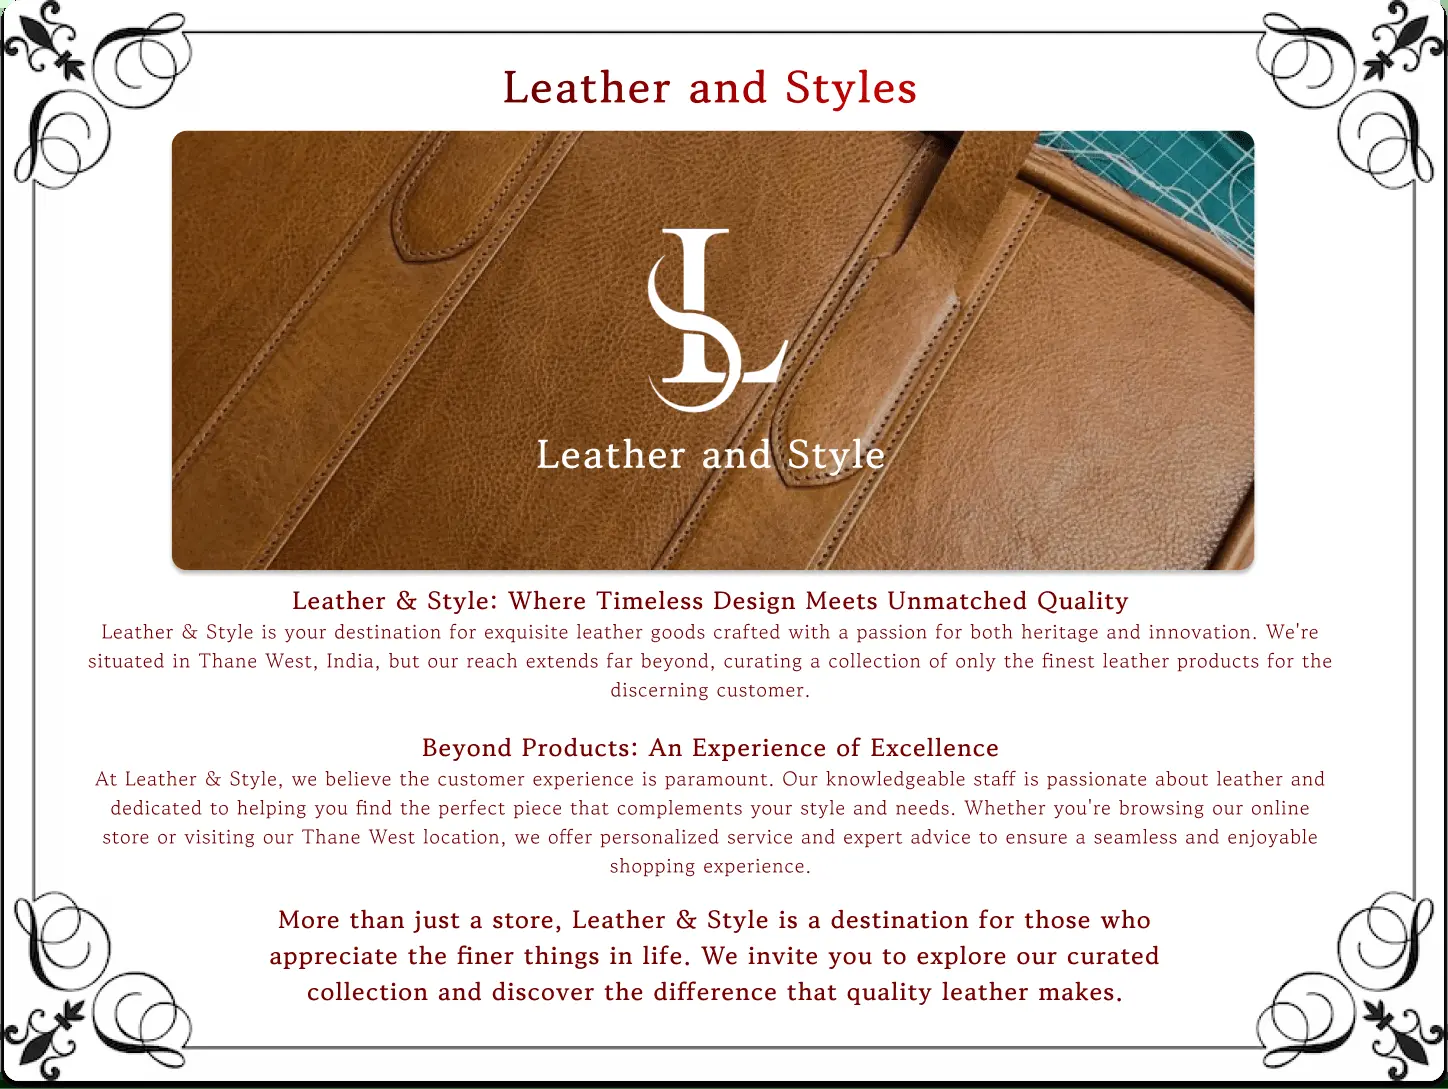 Leather and Styles
SL
Leather and Style
Leather & Style: Where Timeless Design Meets Unmatched Quality
Leather & Style is your destination for exquisite leather goods crafted with a passion for both heritage and innovation. We're
situated in Thane West, India, but our reach extends far beyond, curating a collection of only the finest leather products for the
discerning customer.
Beyond Products: An Experience of Excellence
At Leather & Style, we believe the customer experience is paramount. Our knowledgeable staff is passionate about leather and
dedicated to helping you find the perfect piece that complements your style and needs. Whether you're browsing our online
store or visiting our Thane West location, we offer personalized service and expert advice to ensure a seamless and enjoyable
shopping experience.
More than just a store, Leather & Style is a destination for those who
appreciate the finer things in life. We invite you to explore our curated
collection and discover the difference that quality leather makes.